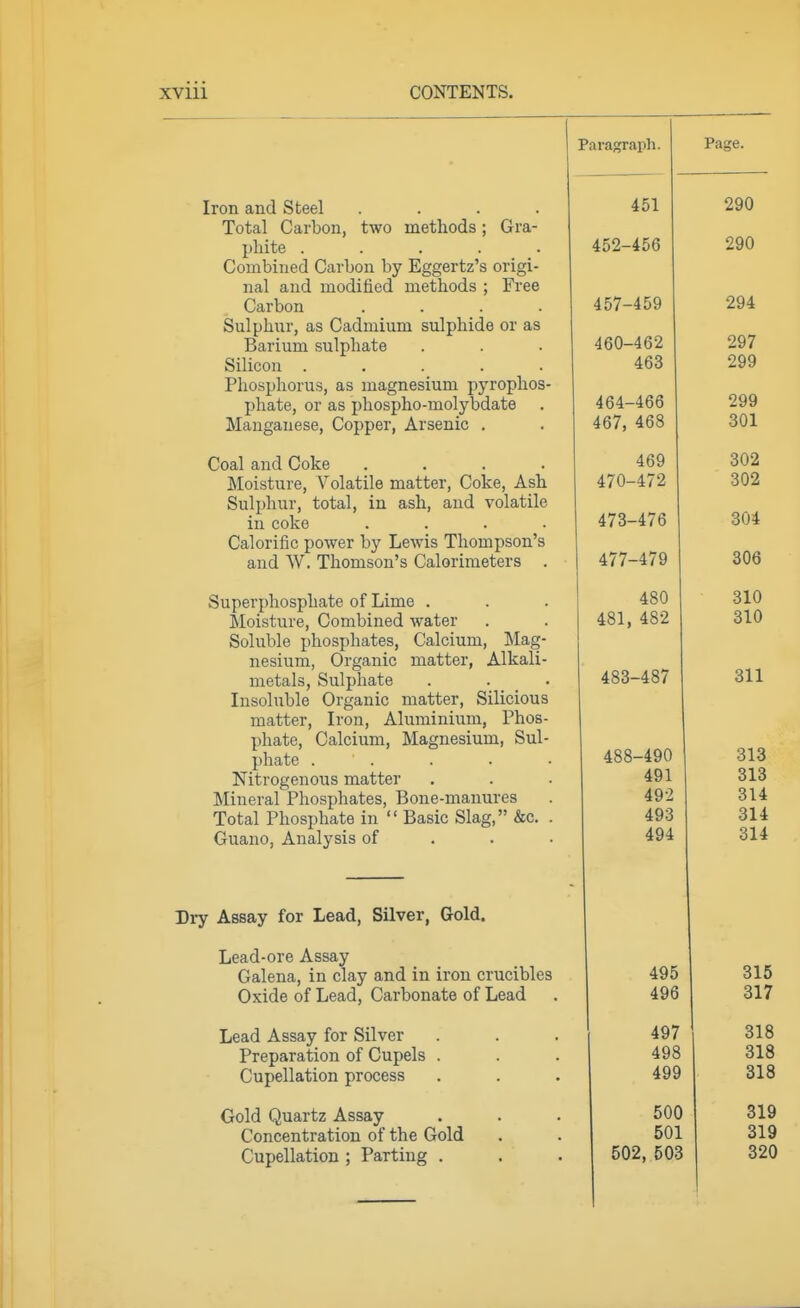 xviii CONTENTS.
Paragraph. Page.
Iron and Steel . . . . 451 290
Total Carbon, two methods; Gra-
phite . . . . . 452-456 290
Combined Carbon by Eggertz's origi-
nal and modified methods ; Free
Carbon . . . . 457-459 294
Sulphur, as Cadmium sulphide or as
Barium sulphate . . . 460-462 297
Silicon . . . . . 463 299
Phosphorus, as magnesium pyrophos-
phate, or as phospho-molybdate . 464-466 299
Manganese, Copper, Arsenic . . 467, 468 301
Coal and Coke . . . . 469 302
Moisture, Volatile matter, Coke, Ash 470-472 302
Sulphur, total, in ash, and volatile
in coke . . . . 473-476 304
Calorific power by Lewis Thompson's
and W. Thomson's Calorimeters . 477-479 306
Superphosphate of Lime . . . 480 310
Moisture, Combined water . . 481, 482 310
Soluble phosphates, Calcium, Mag-
nesium, Organic matter, Alkali-
metals, Sulphate . . . 483-487 311
Insoluble Organic matter, Silicious
matter, Iron, Aluminium, Phos-
phate, Calcium, Magnesium, Sul-
phate . . . . . 488-490 313
Nitrogenous matter . . . 491 313
Mineral Phosphates, Bone-manures . 492 314
Total Phosphate in “ Basic Slag,” &c. . 493 314
Guano, Analysis of . . . 494 314
Dry Assay for Lead, Silver, Gold.
Lead-ore Assay
Galena, in clay and in iron crucibles 495 315
Oxide of Lead, Carbonate of Lead . 496 317
Lead Assay for Silver . . . 497 318
Preparation of Cupels . . . 498 318
Cupellation process . . . 499 318
Gold Quartz Assay . . . 500 319
Concentration of the Gold . . 501 319
Cupellation ; Parting . . . 502, 503 320